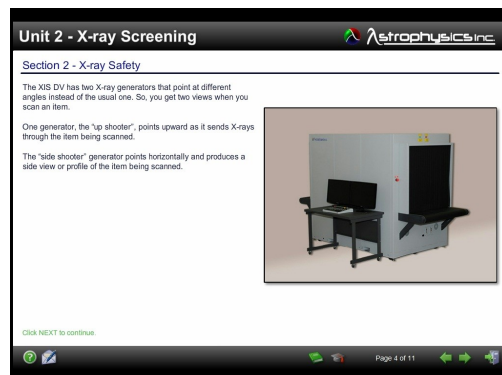 Unit 2 - X-ray Screening
Astrophysics Inc.
Section 2 - X-ray Safety
The XIS DV has two X-ray generators that point at different
angles instead of the usual one. So, you get two views when you
scan an item.
One generator, the “up shooter”, points upward as it sends X-rays
through the item being scanned.
The “side shooter” generator points horizontally and produces a
side view or profile of the item being scanned.
Click NEXT to continue.
Page 4 of 11